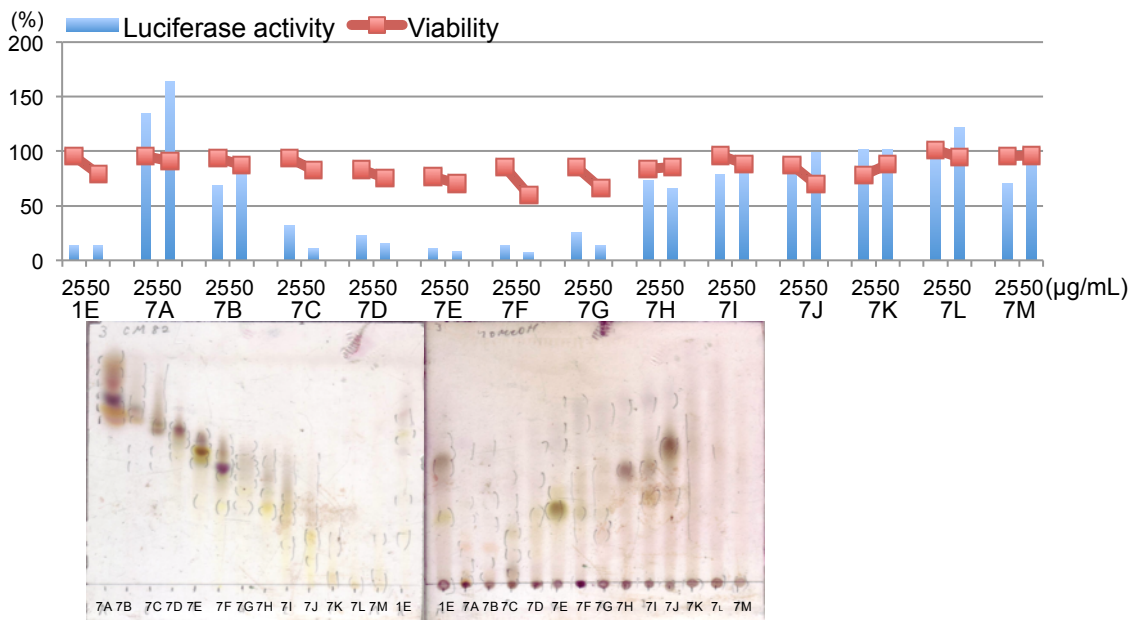 (%)
Luciferase activity Viability
200
150
100
50
0
2550 2550 2550 2550 2550 2550 2550 2550 2550 2550 2550 2550 2550 2550 (μg/mL)
1E 7A 7B 7C 7D 7E 7F 7G 7H 7I 7J 7K 7L 7M
3 CM 82
3
70MeOH
7A 7B 7C 7D 7E 7F 7G 7H 7I 7J 7K 7L 7M 1E
1E 7A 7B 7C 7D 7E 7F 7G 7H 7I 7J 7K 7L 7M